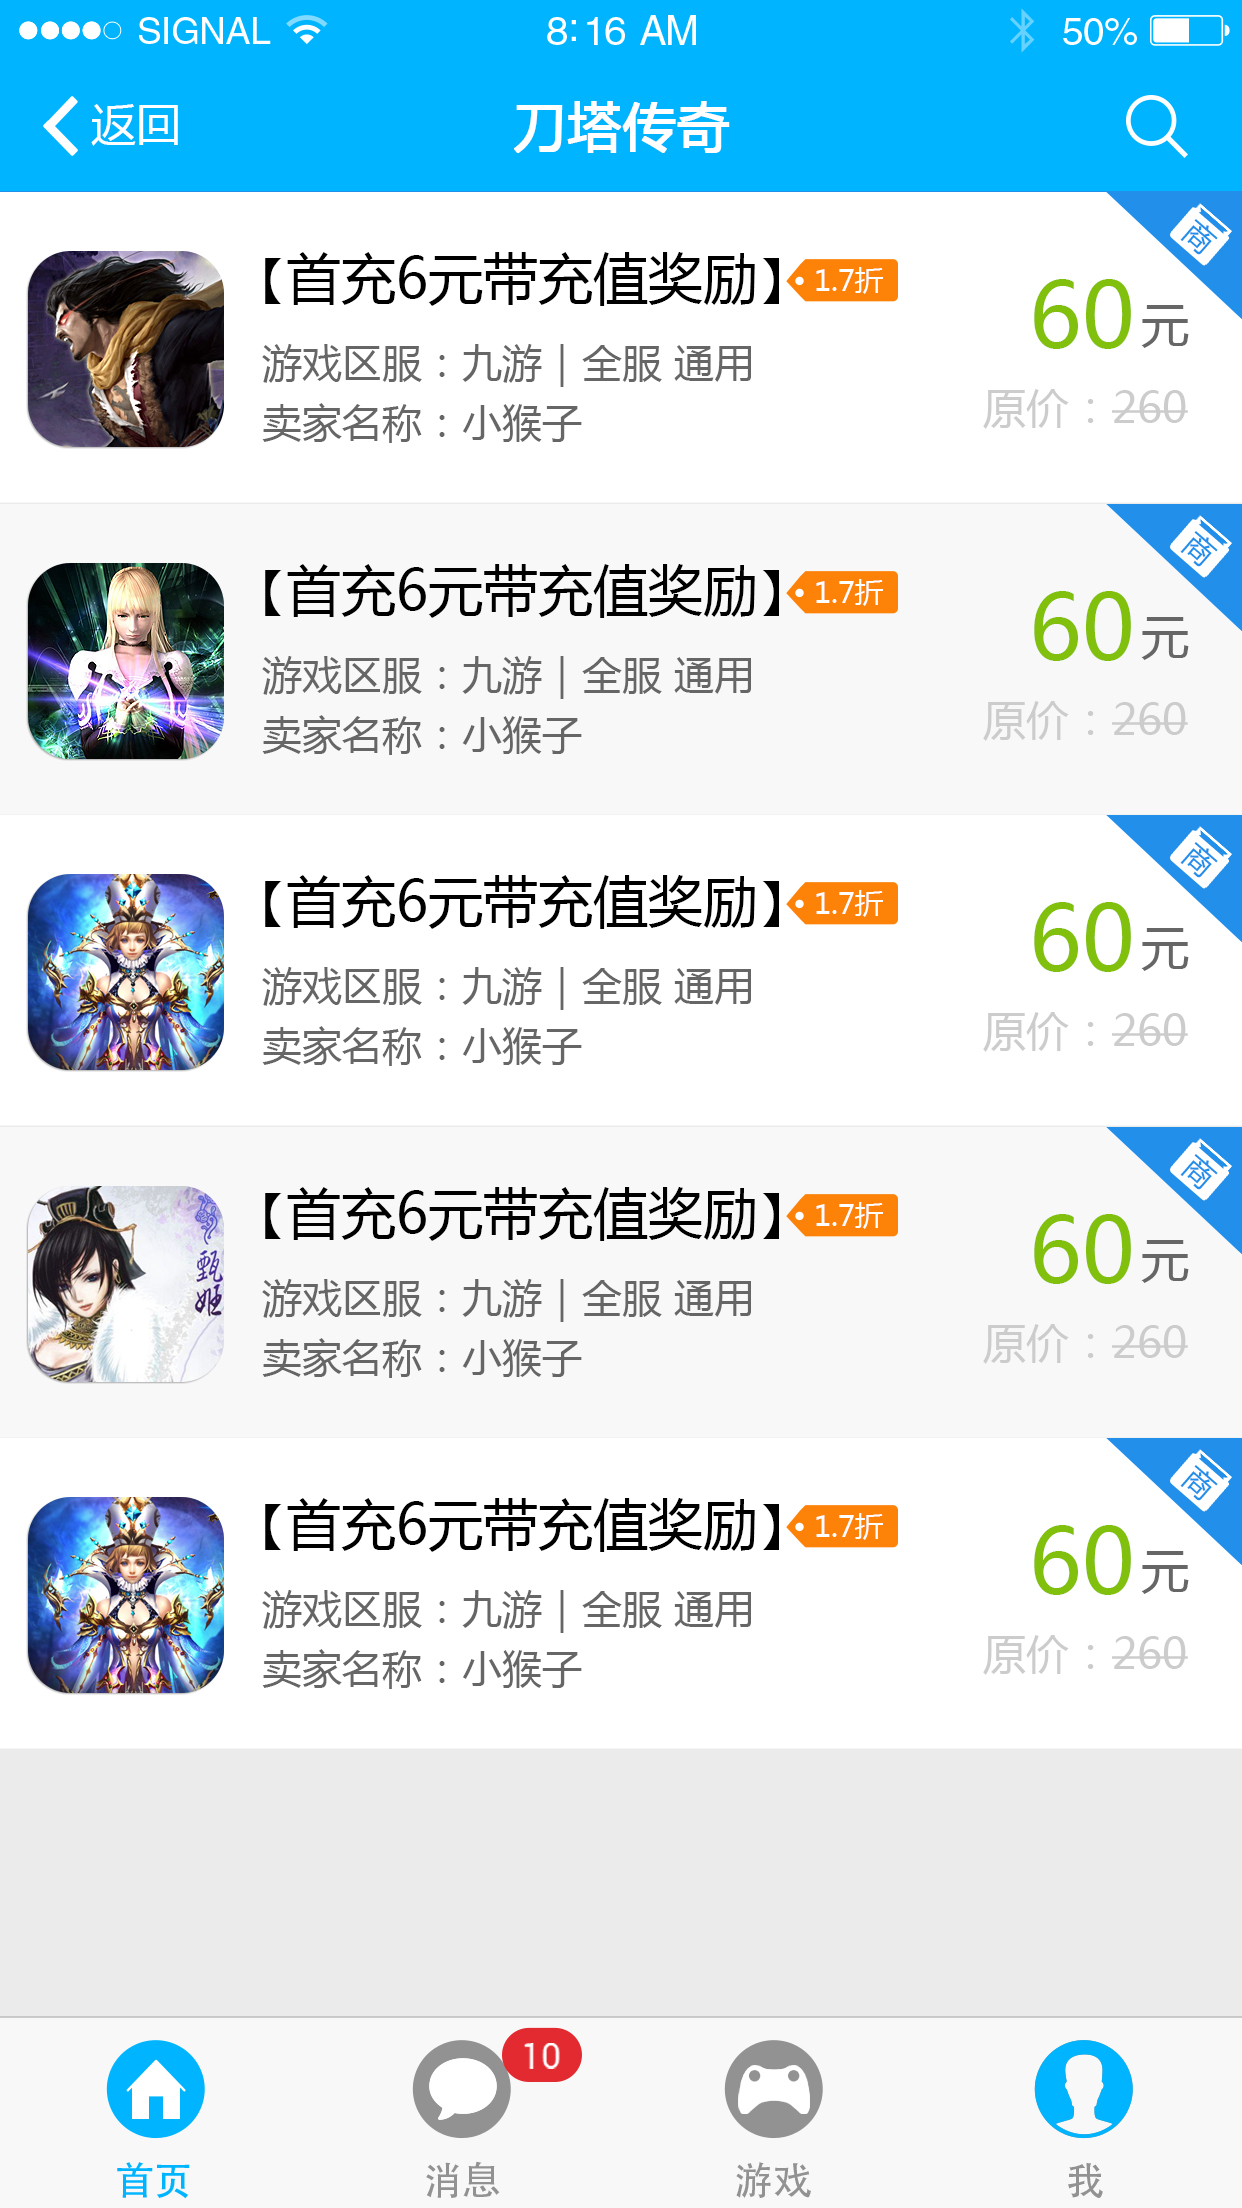 SIGNAL 8:16 AM 50%
返回 刀塔传奇
商
【首充6元带充值奖励】 1.7折
60元
游戏区服：九游 | 全服 通用
原价：260
卖家名称：小猴子
商
【首充6元带充值奖励】 1.7折
60元
游戏区服：九游 | 全服 通用
原价：260
卖家名称：小猴子
商
【首充6元带充值奖励】 1.7折
60元
游戏区服：九游 | 全服 通用
原价：260
卖家名称：小猴子
商
【首充6元带充值奖励】 1.7折
60元
甄姬
游戏区服：九游 | 全服 通用
原价：260
卖家名称：小猴子
商
【首充6元带充值奖励】 1.7折
60元
游戏区服：九游 | 全服 通用
原价：260
卖家名称：小猴子
10
首页 消息 游戏 我